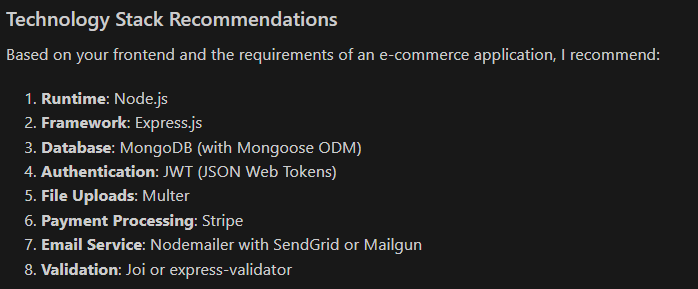 Technology Stack Recommendations
Based on your frontend and the requirements of an e-commerce application, I recommend:
1. Runtime: Node.js
2. Framework: Express.js
3. Database: MongoDB (with Mongoose ODM)
4. Authentication: JWT (JSON Web Tokens)
5. File Uploads: Multer
6. Payment Processing: Stripe
7. Email Service: Nodemailer with SendGrid or Mailgun
8. Validation: Joi or express-validator